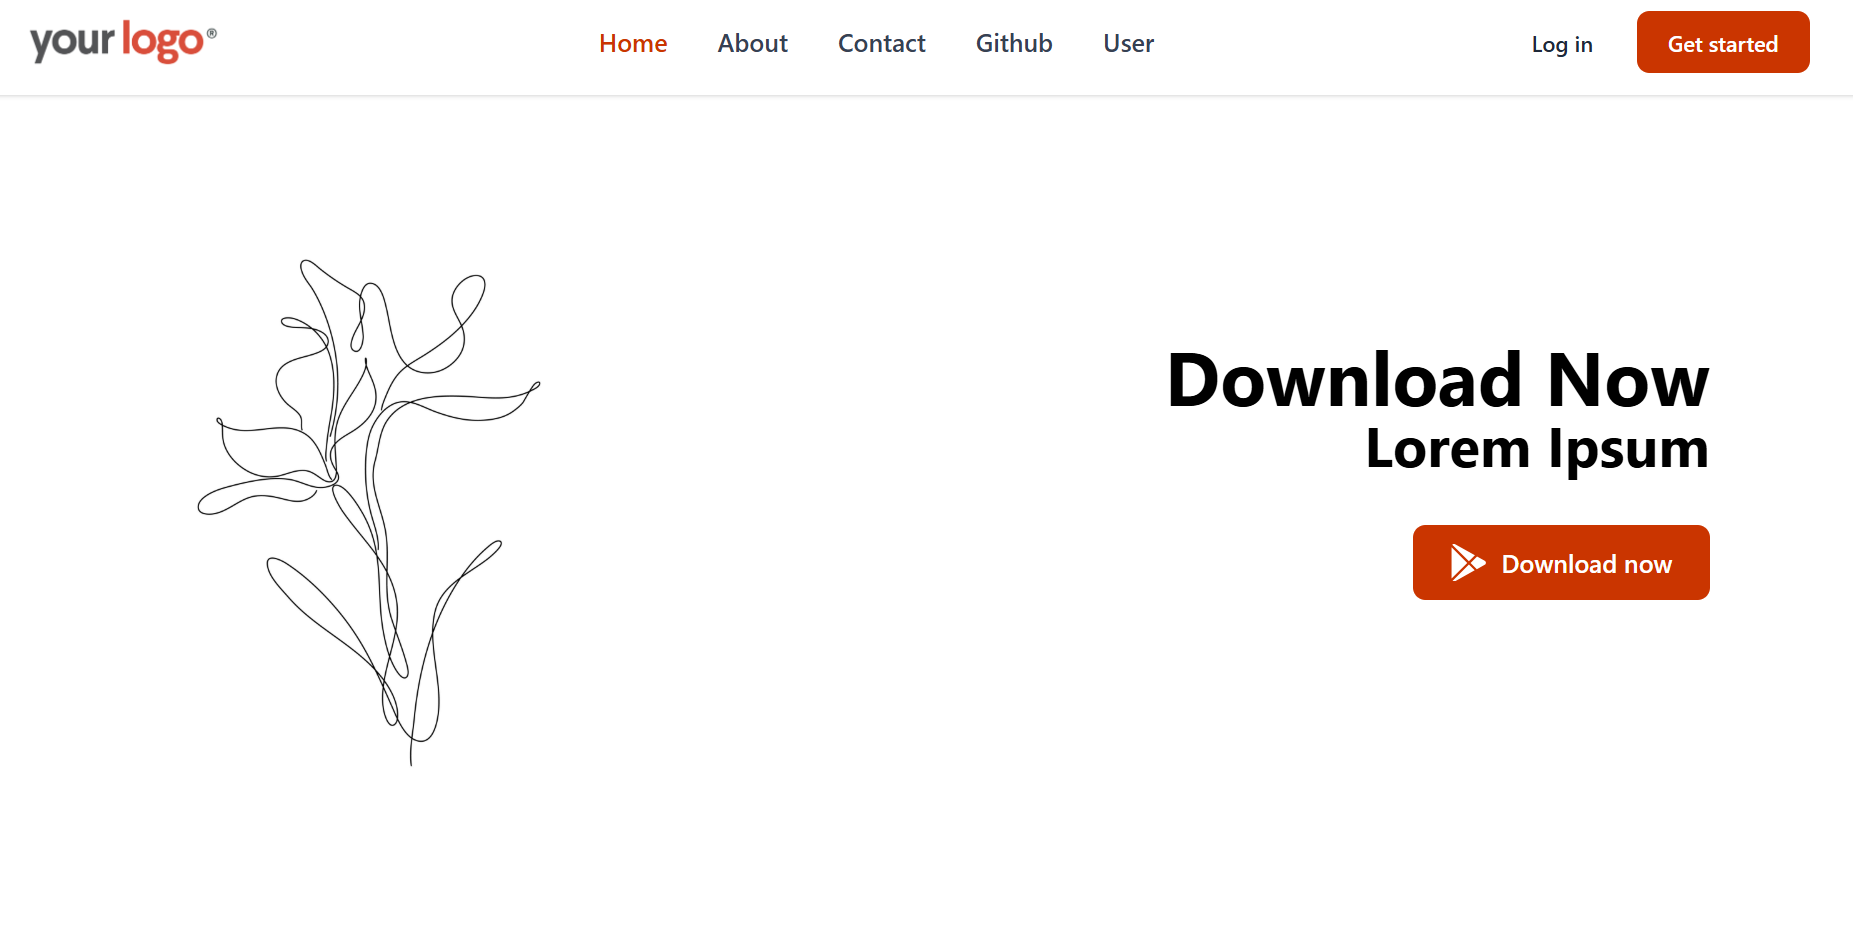 your logo®
Home About Contact Github User
Log in Get started
Download Now
Lorem Ipsum
Download now